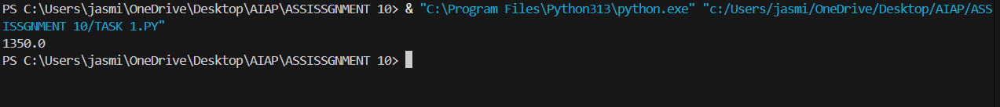 PS C:\Users\jasmi\OneDrive\Desktop\AIAP\ASSISSGNMENT 10> & "C:\Program Files\Python313\python.exe" "c:/Users/jasmi/OneDrive/Desktop/AIAP/ASS
ISSGNMENT 10/TASK 1.PY"
1350.0
PS C:\Users\jasmi\OneDrive\Desktop\AIAP\ASSISSGNMENT 10>